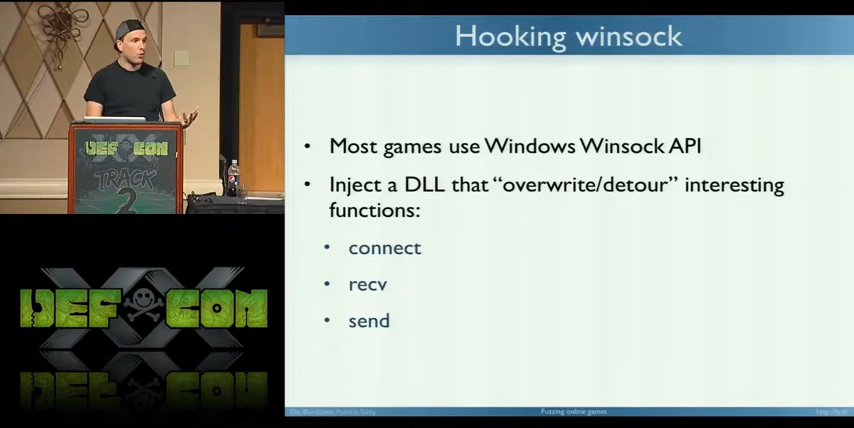 Hooking winsock
• Most games use Windows Winsock API
• Inject a DLL that “overwrite/detour” interesting
functions:
• connect
• recv
• send
Fuzzing online games
DEF CON
TRACK
2
XX
DEF CON